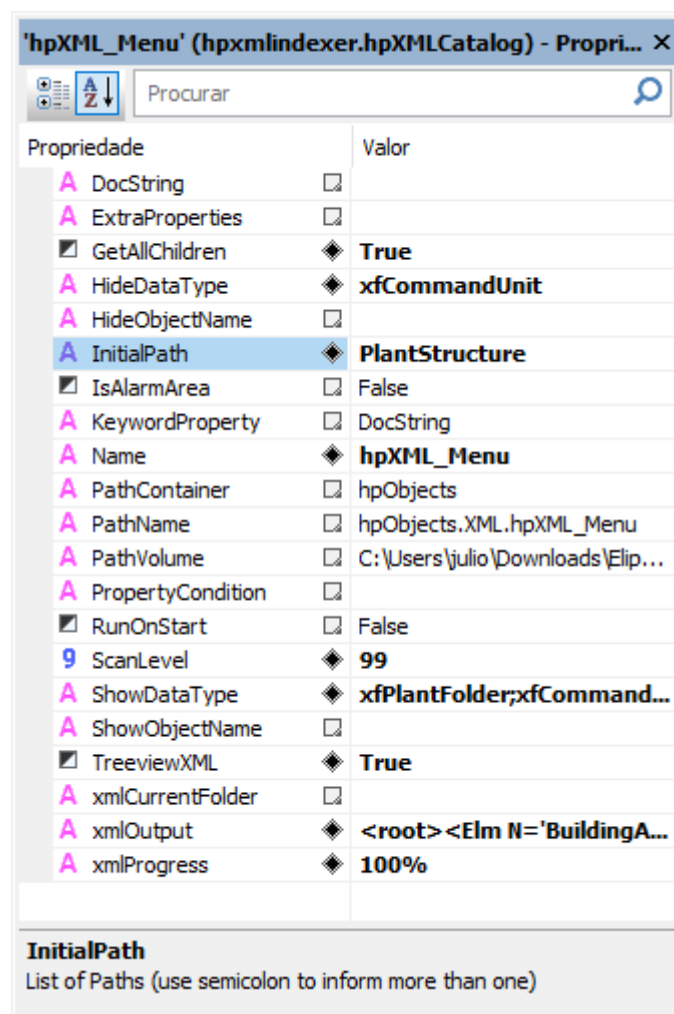 'hpXML_Menu' (hpxmlindexer.hpXMLCatalog) - Propri... ×
A Z Procurar
Propriedade Valor
A DocString
A ExtraProperties
GetAllChildren True
A HideDataType xfCommandUnit
A HideObjectName
A InitialPath PlantStructure
IsAlarmArea False
A KeywordProperty DocString
A Name hpXML_Menu
A PathContainer hpObjects
A PathName hpObjects.XML.hpXML_Menu
A PathVolume C:\Users\julio\Downloads\Elip...
A PropertyCondition
RunOnStart False
9 ScanLevel 99
A ShowDataType xfPlantFolder;xfCommand...
A ShowObjectName
TreeviewXML True
A xmlCurrentFolder
A xmlOutput <root><Elm N='BuildingA...
A xmlProgress 100%
InitialPath
List of Paths (use semicolon to inform more than one)